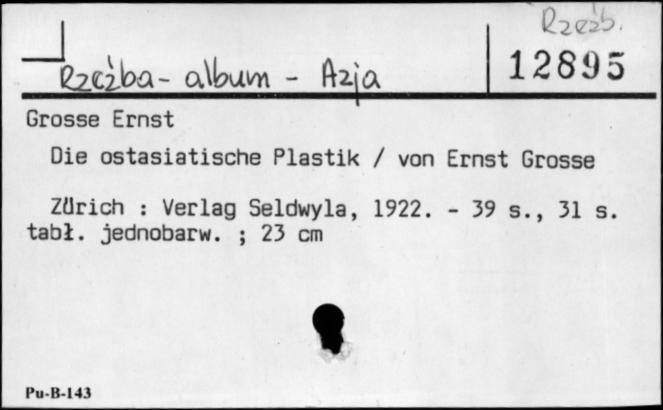 Rzeźb.
Rzeźba - album - Azja
12895
Grosse Ernst
Die ostasiatische Plastik / von Ernst Grosse
Zürich : Verlag Seldwyla, 1922. - 39 s., 31 s.
tabł. jednobarw. ; 23 cm
Pu-B-143